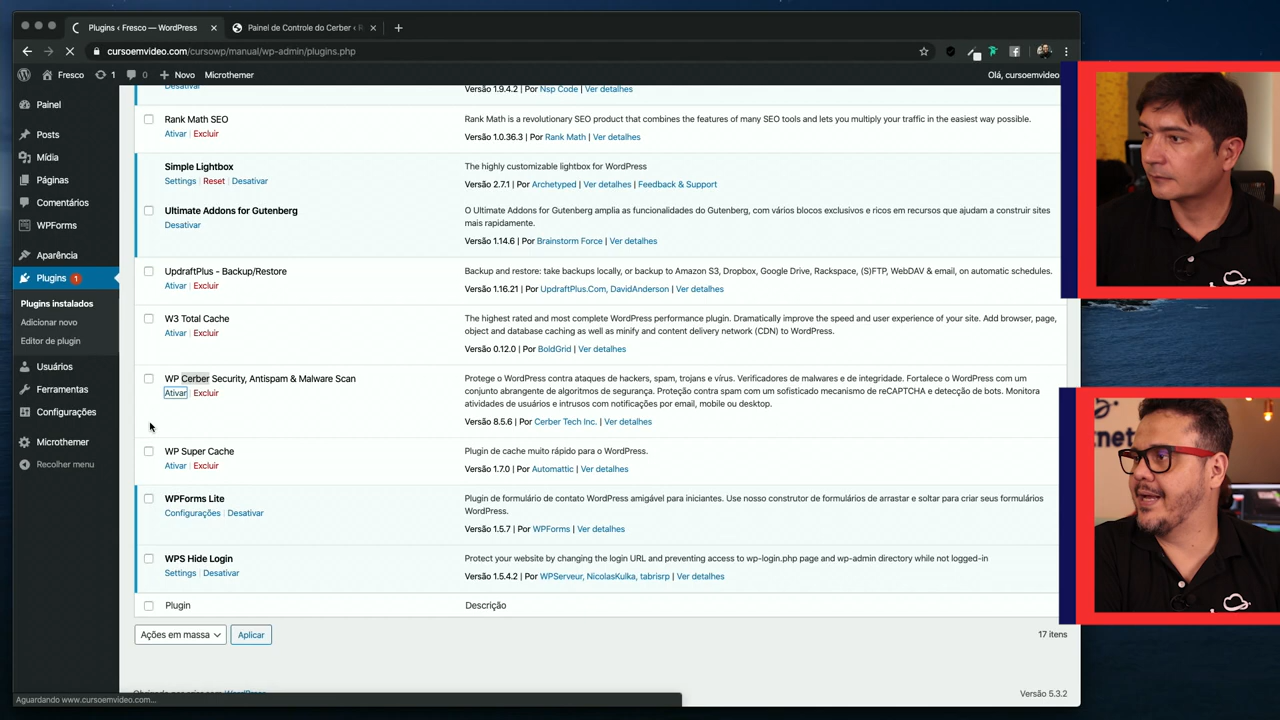 Plugins ‹ Fresco — WordPress
Painel de Controle do Cerber ‹
cursoemvideo.com/cursowp/manual/wp-admin/plugins.php
Fresco 1 0 Novo Microthemer Olá, cursoemvideo
Painel
Posts
Mídia
Páginas
Comentários
WPForms
Aparência
Plugins 1
Plugins instalados
Adicionar novo
Editor de plugin
Usuários
Ferramentas
Configurações
Microthemer
Recolher menu
Desativar
Versão 1.9.4.2 | Por Nsp Code | Ver detalhes
Rank Math SEO
Ativar | Excluir
Rank Math is a revolutionary SEO product that combines the features of many SEO tools and lets you multiply your traffic in the easiest way possible.
Versão 1.0.36.3 | Por Rank Math | Ver detalhes
Simple Lightbox
Settings | Reset | Desativar
The highly customizable lightbox for WordPress
Versão 2.7.1 | Por Archetyped | Ver detalhes | Feedback & Support
Ultimate Addons for Gutenberg
Desativar
O Ultimate Addons for Gutenberg amplia as funcionalidades do Gutenberg, com vários blocos exclusivos e ricos em recursos que ajudam a construir sites
mais rapidamente.
Versão 1.14.6 | Por Brainstorm Force | Ver detalhes
UpdraftPlus - Backup/Restore
Ativar | Excluir
Backup and restore: take backups locally, or backup to Amazon S3, Dropbox, Google Drive, Rackspace, (S)FTP, WebDAV & email, on automatic schedules.
Versão 1.16.21 | Por UpdraftPlus.Com, DavidAnderson | Ver detalhes
W3 Total Cache
Ativar | Excluir
The highest rated and most complete WordPress performance plugin. Dramatically improve the speed and user experience of your site. Add browser, page,
object and database caching as well as minify and content delivery network (CDN) to WordPress.
Versão 0.12.0 | Por BoldGrid | Ver detalhes
WP Cerber Security, Antispam & Malware Scan
Ativar | Excluir
Protege o WordPress contra ataques de hackers, spam, trojans e vírus. Verificadores de malwares e de integridade. Fortalece o WordPress com um
conjunto abrangente de algoritmos de segurança. Proteção contra spam com um sofisticado mecanismo de reCAPTCHA e detecção de bots. Monitora
atividades de usuários e intrusos com notificações por email, mobile ou desktop.
Versão 8.5.6 | Por Cerber Tech Inc. | Ver detalhes
WP Super Cache
Ativar | Excluir
Plugin de cache muito rápido para o WordPress.
Versão 1.7.0 | Por Automattic | Ver detalhes
WPForms Lite
Configurações | Desativar
Plugin de formulário de contato WordPress amigável para iniciantes. Use nosso construtor de formulários de arrastar e soltar para criar seus formulários
WordPress.
Versão 1.5.7 | Por WPForms | Ver detalhes
WPS Hide Login
Settings | Desativar
Protect your website by changing the login URL and preventing access to wp-login.php page and wp-admin directory while not logged-in
Versão 1.5.4.2 | Por WPServeur, NicolasKulka, tabrisrp | Ver detalhes
Plugin Descrição
Ações em massa Aplicar 17 itens
Versão 5.3.2
Aguardando www.cursoemvideo.com...